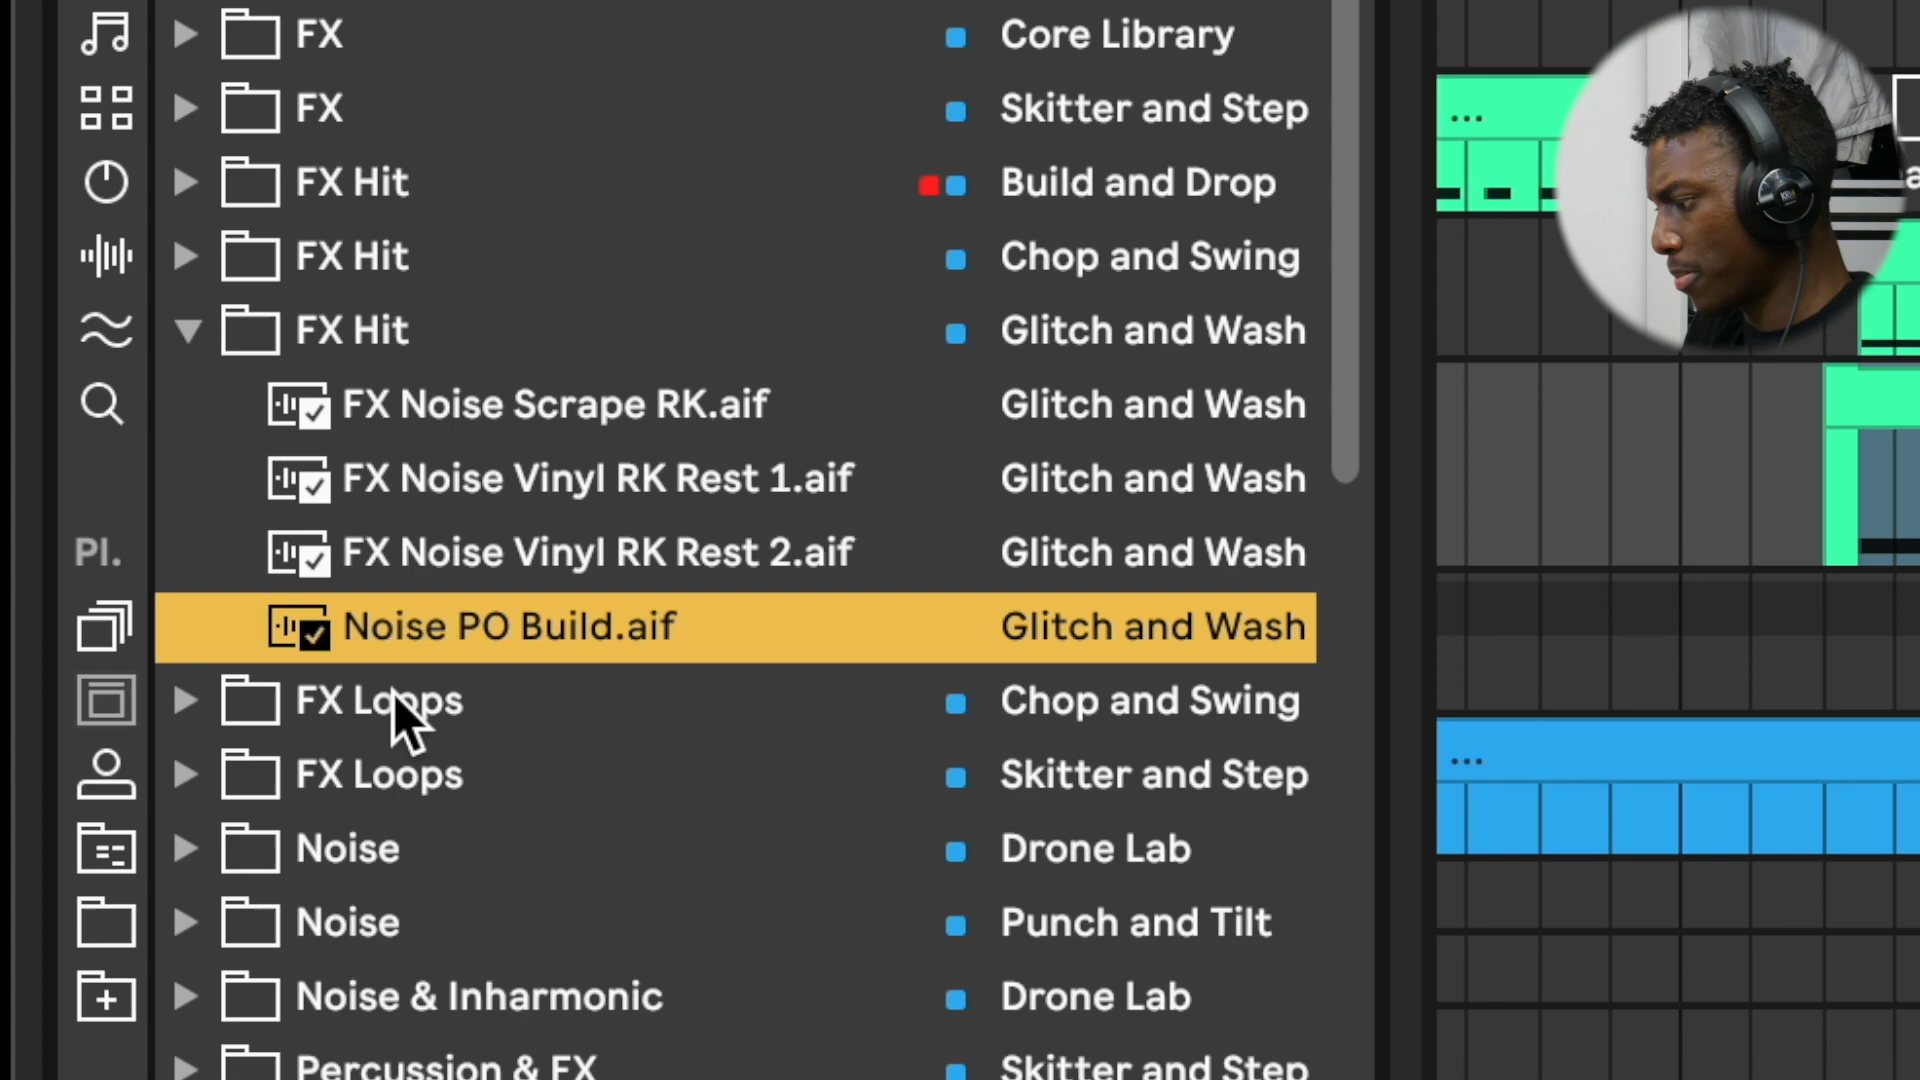 FX Core Library
FX Skitter and Step
FX Hit Build and Drop
FX Hit Chop and Swing
FX Hit Glitch and Wash
FX Noise Scrape RK.aif Glitch and Wash
FX Noise Vinyl RK Rest 1.aif Glitch and Wash
FX Noise Vinyl RK Rest 2.aif Glitch and Wash
Pl.
Noise PO Build.aif Glitch and Wash
FX Loops Chop and Swing
FX Loops Skitter and Step
Noise Drone Lab
Noise Punch and Tilt
Noise & Inharmonic Drone Lab
Percussion & FX Skitter and Step
...
...